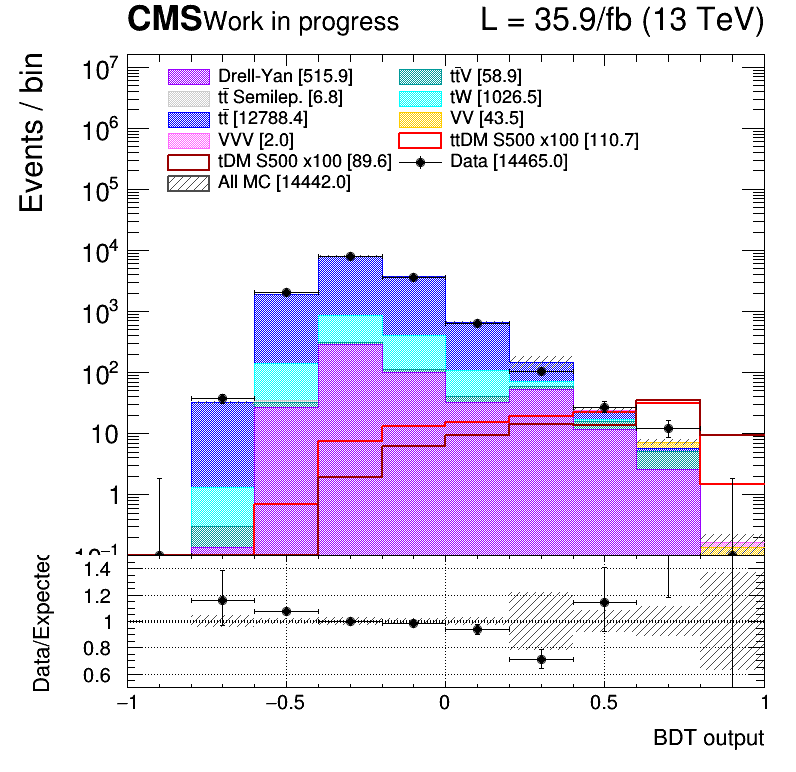 CMS Work in progress L = 35.9/fb (13 TeV)
Events / bin
Drell-Yan [515.9] tt̄V [58.9]
tt̄ Semilep. [6.8] tW [1026.5]
tt̄ [12788.4] VV [43.5]
VVV [2.0] ttDM S500 x100 [110.7]
tDM S500 x100 [89.6] Data [14465.0]
All MC [14442.0]
10⁷
10⁶
10⁵
10⁴
10³
10²
10
1
10⁻¹
Data/Expected
1.4
1.2
1
0.8
0.6
−1 −0.5 0 0.5 1
BDT output